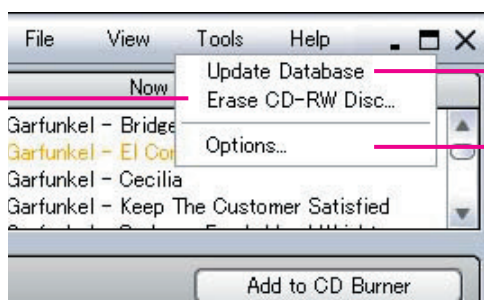 File View Tools Help
Now
Update Database
Erase CD-RW Disc...
Options...
Garfunkel - Bridge
Garfunkel - El Con
Garfunkel - Cecilia
Garfunkel - Keep The Customer Satisfied
Add to CD Burner